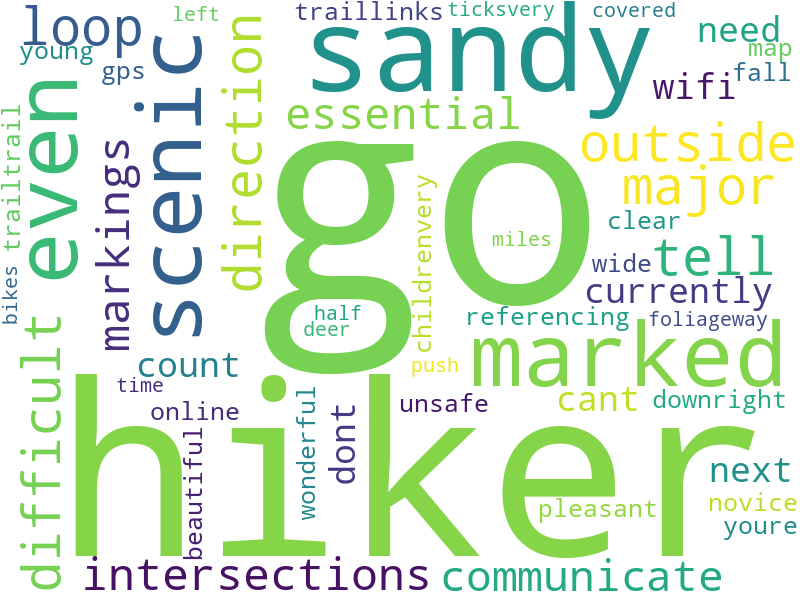 left
traillinks
ticksvery
covered
loop
young
gps
sandy
need
map
fall
wifi
scenic
direction
even
essential
go
outside
major
markings
trailtrail
childrenvery
miles
clear
tell
wide
currently
bikes
half
deer
referencing
foliageway
difficult
count
push
marked
time
online
wonderful
dont
unsafe
cant
downright
beautiful
hiker
next
pleasant
novice
youre
intersections
communicate